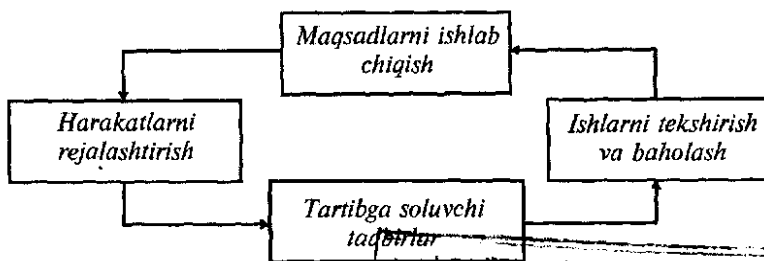 Maqsadlarni ishlab
chiqish
Harakatlarni
rejalashtirish
Ishlarni tekshirish
va baholash
Tartibga soluvchi
tadbirlar